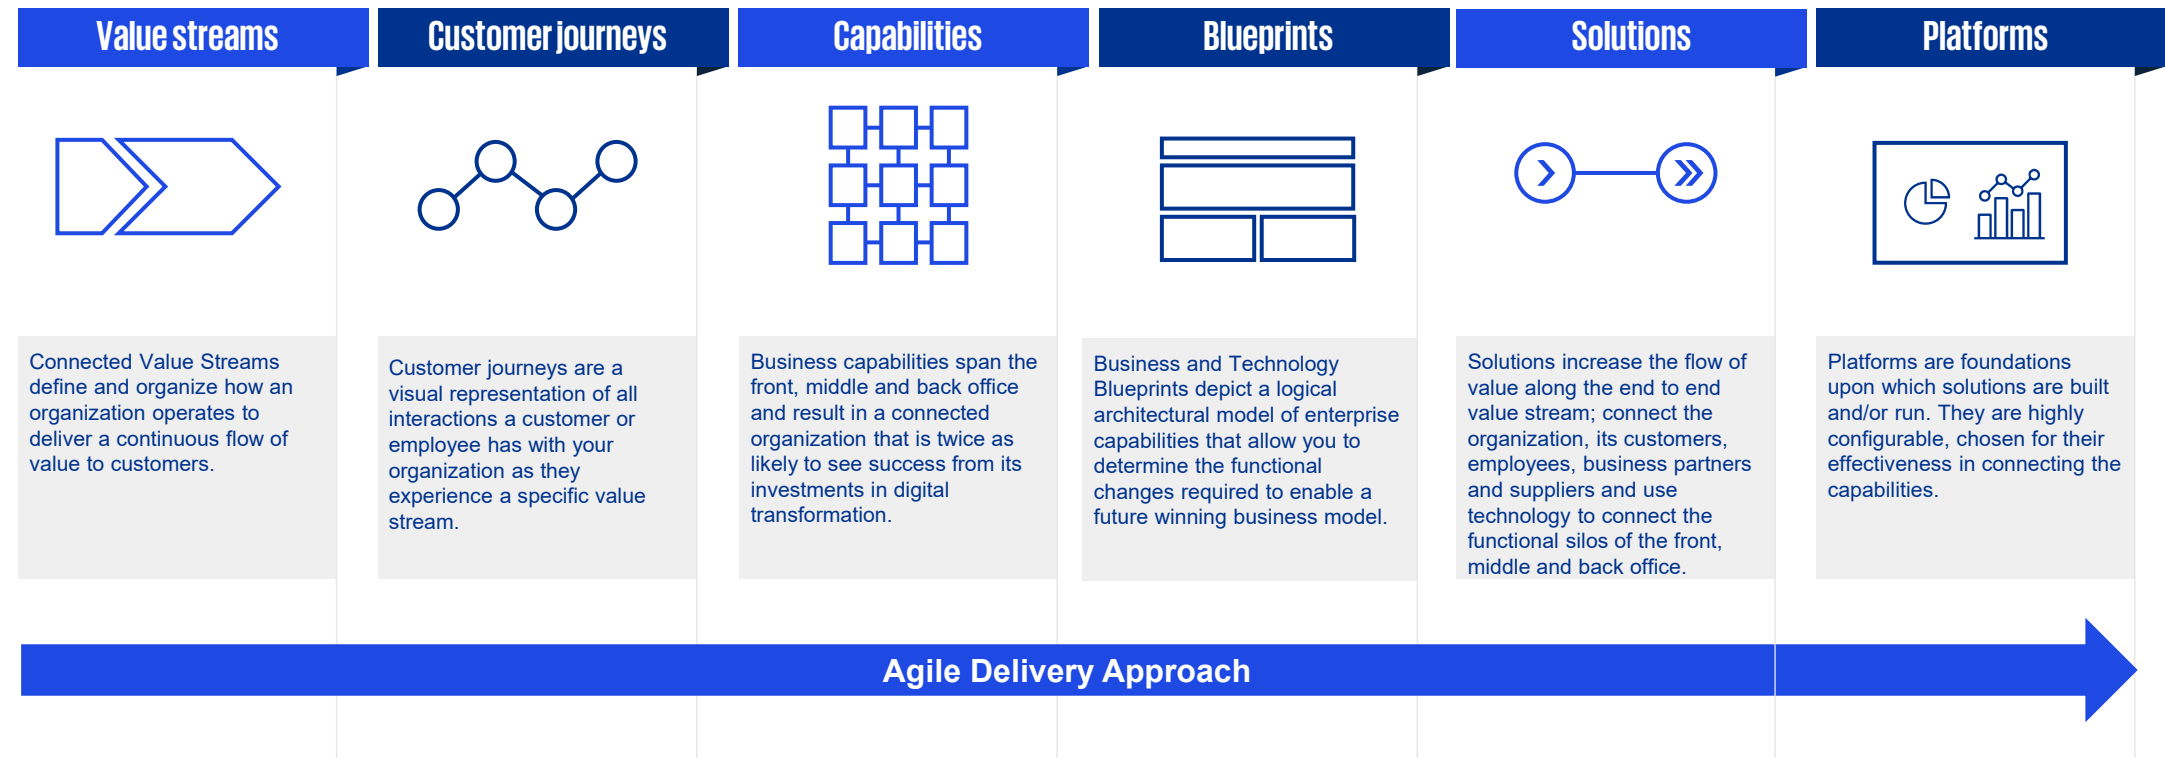 Value streams
Customer journeys
Capabilities
Blueprints
Solutions
Platforms
Connected Value Streams
define and organize how an
organization operates to
deliver a continuous flow of
value to customers.
Customer journeys are a
visual representation of all
interactions a customer or
employee has with your
organization as they
experience a specific value
stream.
Business capabilities span the
front, middle and back office
and result in a connected
organization that is twice as
likely to see success from its
investments in digital
transformation.
Business and Technology
Blueprints depict a logical
architectural model of enterprise
capabilities that allow you to
determine the functional
changes required to enable a
future winning business model.
Solutions increase the flow of
value along the end to end
value stream; connect the
organization, its customers,
employees, business partners
and suppliers and use
technology to connect the
functional silos of the front,
middle and back office.
Platforms are foundations
upon which solutions are built
and/or run. They are highly
configurable, chosen for their
effectiveness in connecting the
capabilities.
Agile Delivery Approach